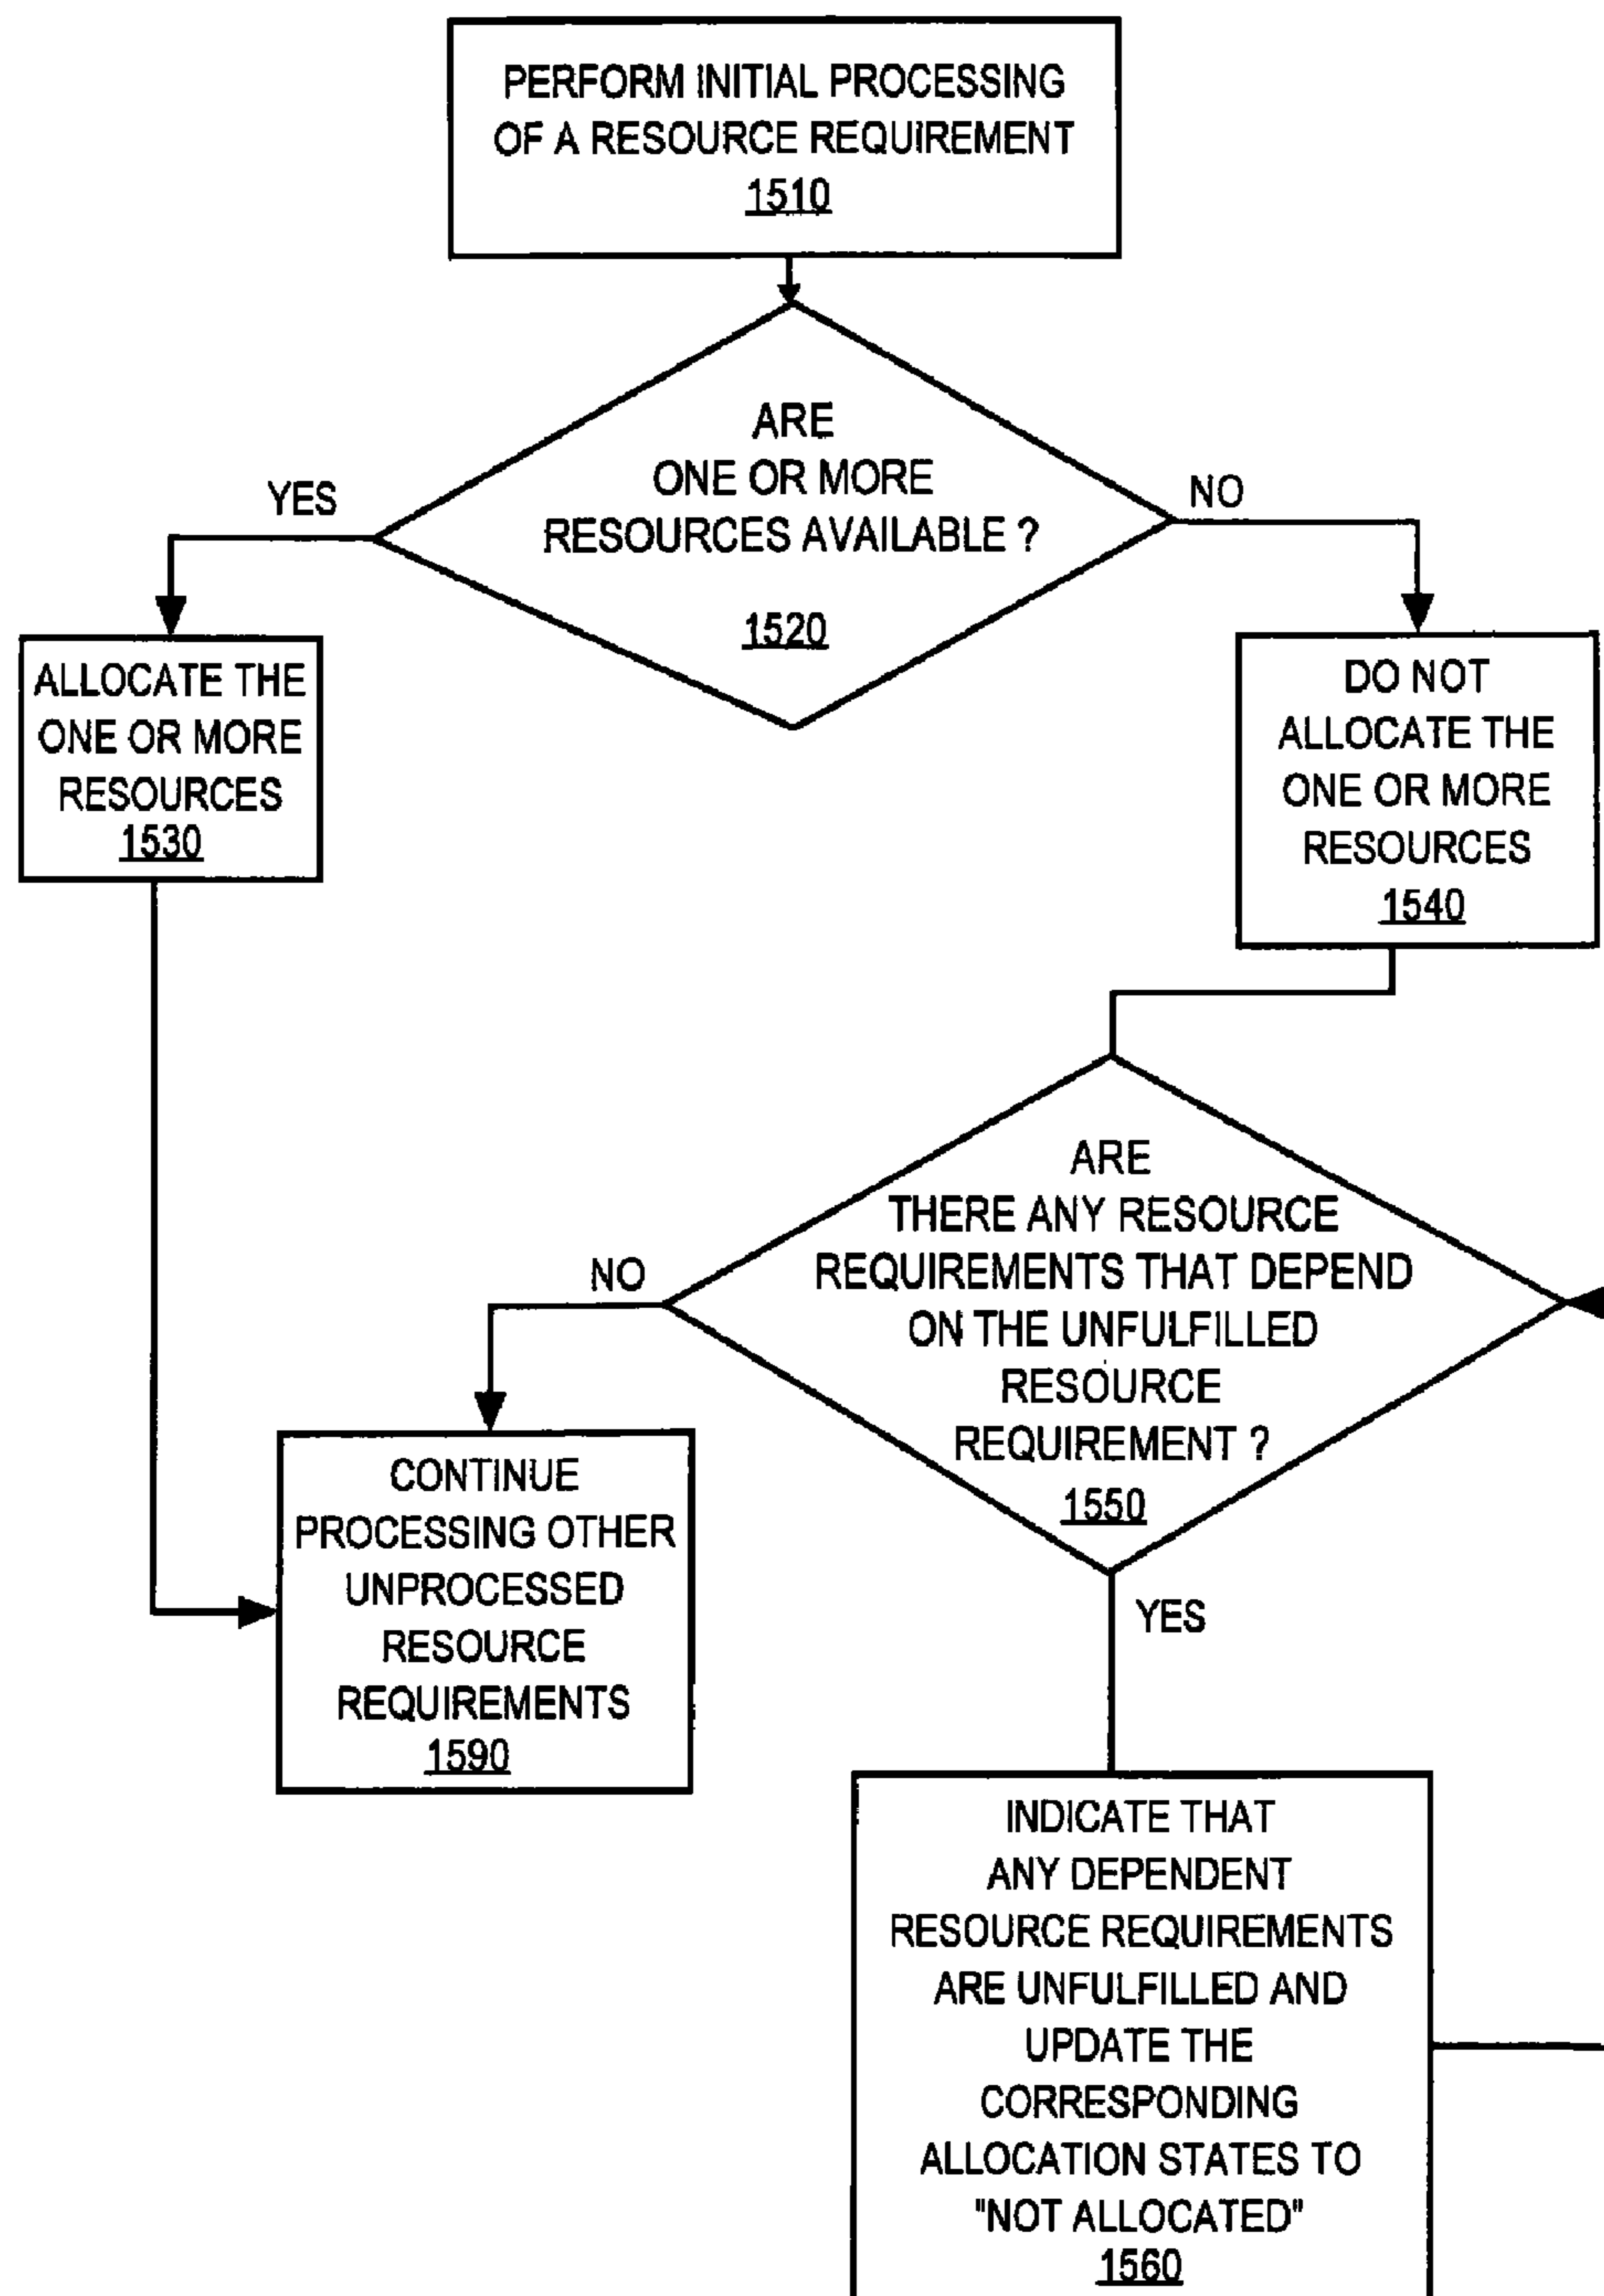 PERFORM INITIAL PROCESSING
OF A RESOURCE REQUIREMENT
1510
ARE
ONE OR MORE
RESOURCES AVAILABLE ?
1520
YES
NO
ALLOCATE THE
ONE OR MORE
RESOURCES
1530
DO NOT
ALLOCATE THE
ONE OR MORE
RESOURCES
1540
ARE
THERE ANY RESOURCE
REQUIREMENTS THAT DEPEND
ON THE UNFULFILLED
RESOURCE
REQUIREMENT ?
1550
NO
YES
CONTINUE
PROCESSING OTHER
UNPROCESSED
RESOURCE
REQUIREMENTS
1590
INDICATE THAT
ANY DEPENDENT
RESOURCE REQUIREMENTS
ARE UNFULFILLED AND
UPDATE THE
CORRESPONDING
ALLOCATION STATES TO
"NOT ALLOCATED"
1560